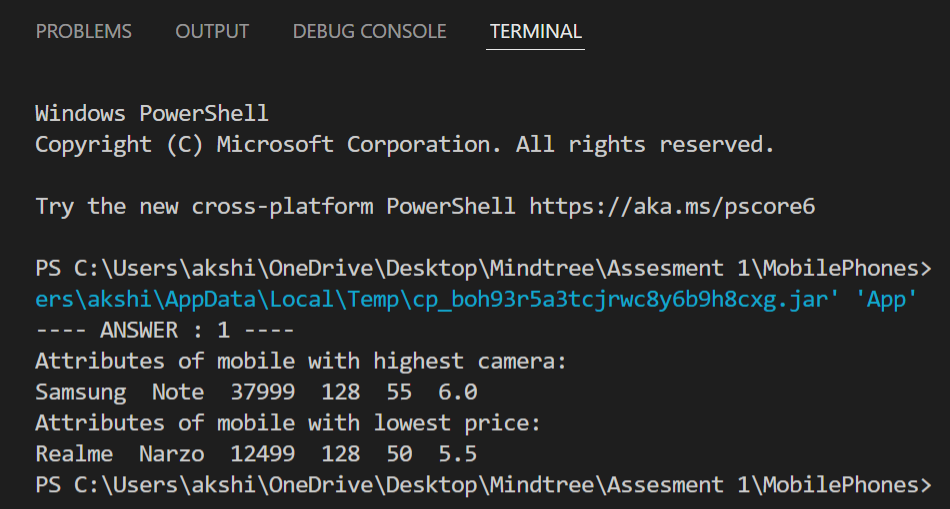 PROBLEMS OUTPUT DEBUG CONSOLE TERMINAL
Windows PowerShell
Copyright (C) Microsoft Corporation. All rights reserved.
Try the new cross-platform PowerShell https://aka.ms/pscore6
PS C:\Users\akshi\OneDrive\Desktop\Mindtree\Assesment 1\MobilePhones>
ers\akshi\AppData\Local\Temp\cp_boh93r5a3tcjrwc8y6b9h8cxg.jar' 'App'
---- ANSWER : 1 ----
Attributes of mobile with highest camera:
Samsung  Note  37999  128  55  6.0
Attributes of mobile with lowest price:
Realme  Narzo  12499  128  50  5.5
PS C:\Users\akshi\OneDrive\Desktop\Mindtree\Assesment 1\MobilePhones>